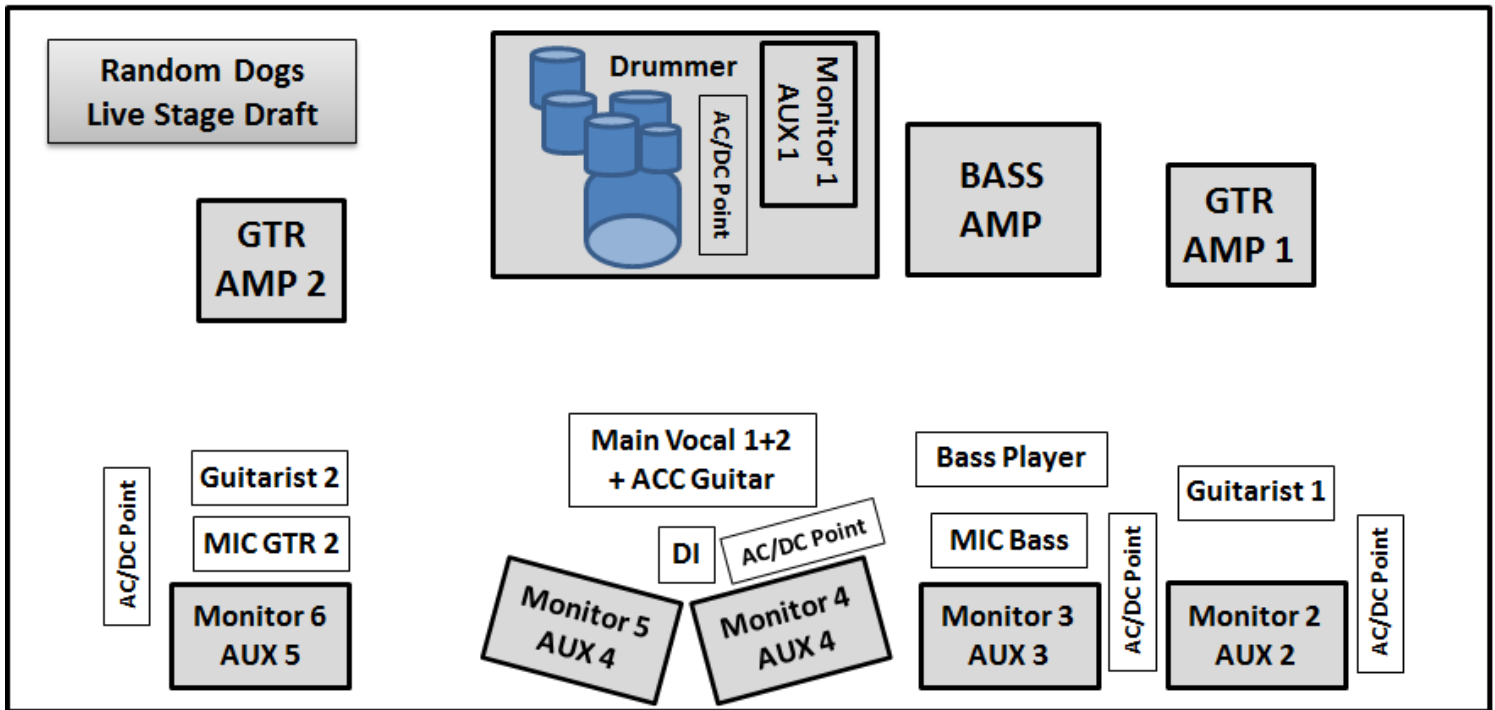 Random Dogs
Live Stage Draft
Drummer
AC/DC Point
Monitor 1
AUX 1
BASS
AMP
GTR
AMP 1
GTR
AMP 2
Main Vocal 1+2
+ ACC Guitar
Bass Player
Guitarist 2
Guitarist 1
AC/DC Point
MIC GTR 2
DI
AC/DC Point
MIC Bass
AC/DC Point
AC/DC Point
Monitor 6
AUX 5
Monitor 5
AUX 4
Monitor 4
AUX 4
Monitor 3
AUX 3
Monitor 2
AUX 2